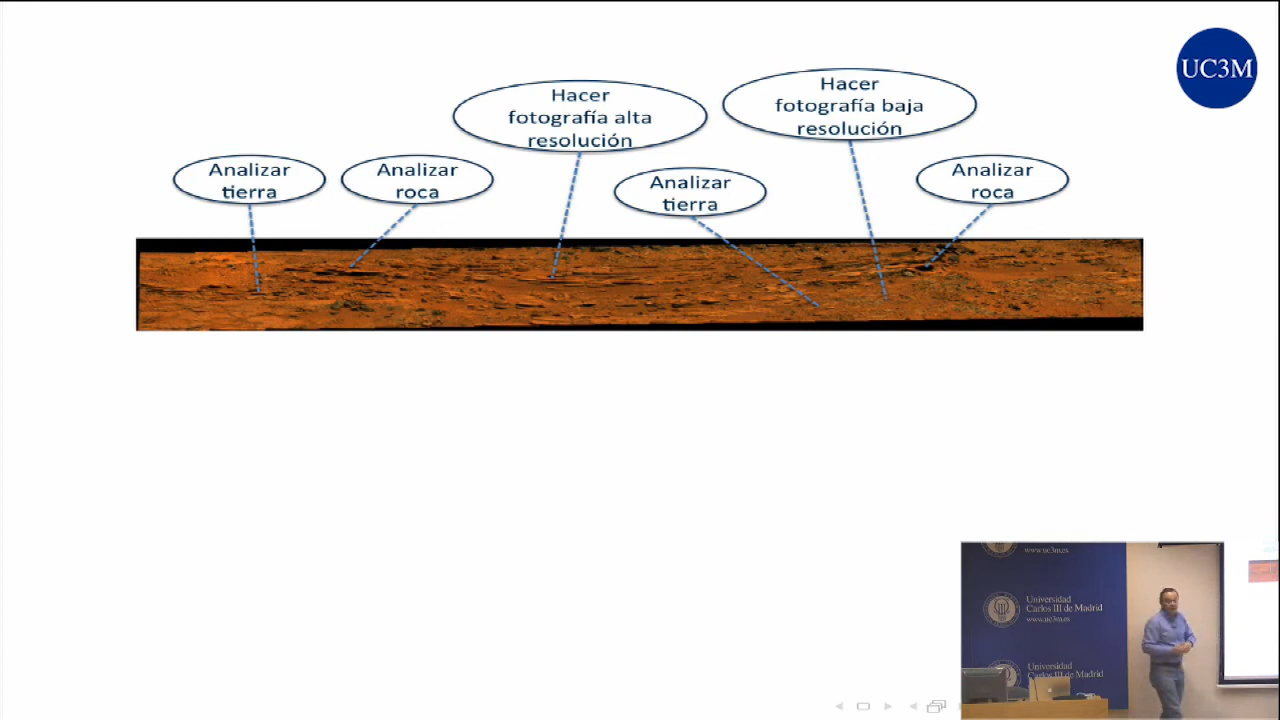 UC3M
Hacer
fotografía alta
resolución
Hacer
fotografía baja
resolución
Analizar
tierra
Analizar
roca
Analizar
tierra
Analizar
roca
www.uc3m.es
Universidad
Carlos III de Madrid
www.uc3m.es
Universidad
Carlos III de Madrid